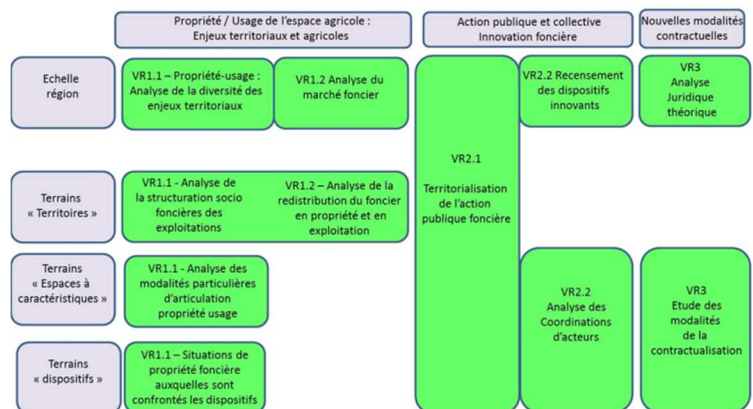 Propriété / Usage de l'espace agricole :
Enjeux territoriaux et agricoles
Action publique et collective
Innovation foncière
Nouvelles modalités
contractuelles
Echelle
région
VR1.1 – Propriété-usage :
Analyse de la diversité des
enjeux territoriaux
VR1.2 Analyse du
marché foncier
VR2.1
Territorialisation
de l'action
publique foncière
VR2.2 Recensement
des dispositifs
innovants
VR3
Analyse
Juridique
théorique
Terrains
« Territoires »
VR1.1 - Analyse de
la structuration socio
foncières des
exploitations
VR1.2 – Analyse de la
redistribution du foncier
en propriété et en
exploitation
Terrains
« Espaces à
caractéristiques »
VR1.1 - Analyse des
modalités particulières
d'articulation
propriété usage
VR2.2
Analyse des
Coordinations
d'acteurs
VR3
Etude des
modalités
de la
contractualisation
Terrains
« dispositifs »
VR1.1 – Situations de
propriété foncière
auxquelles sont
confrontés les dispositifs